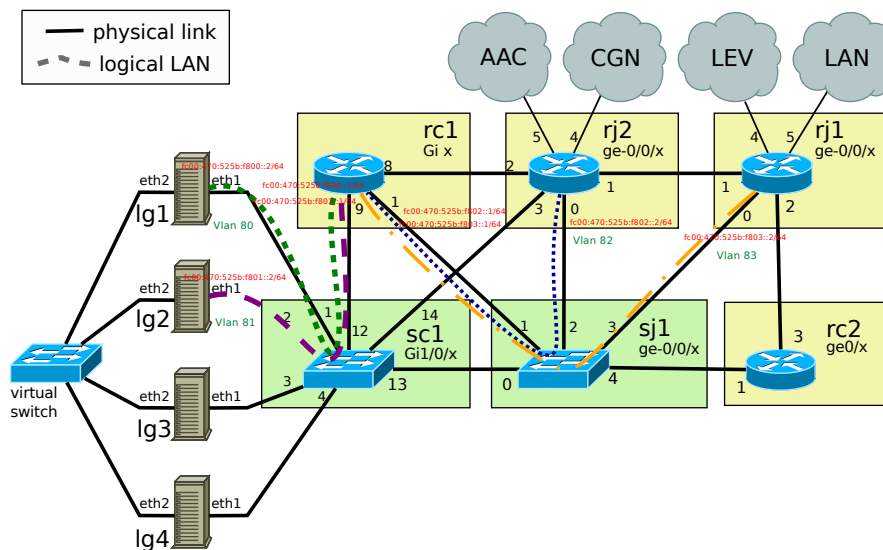 physical link
logical LAN
AAC
CGN
LEV
LAN
rc1
Gi x
rj2
ge-0/0/x
rj1
ge-0/0/x
5
4
4
5
8
2
1
1
9
1
3
0
0
2
eth2
eth1
fc00:470:525b:f800::2/64
fc00:470:525b:f802::1/64
fc00:470:525b:f803::1/64
fc00:470:525b:f802::2/64
fc00:470:525b:f803::2/64
lg1
Vlan 80
Vlan 82
Vlan 83
fc00:470:525b:f801::2/64
eth2
eth1
lg2
Vlan 81
2
1
12
14
sc1
Gi1/0/x
1
2
3
sj1
ge-0/0/x
rc2
ge0/x
3
virtual
switch
3
4
13
0
4
1
eth2
eth1
lg3
eth2
eth1
lg4